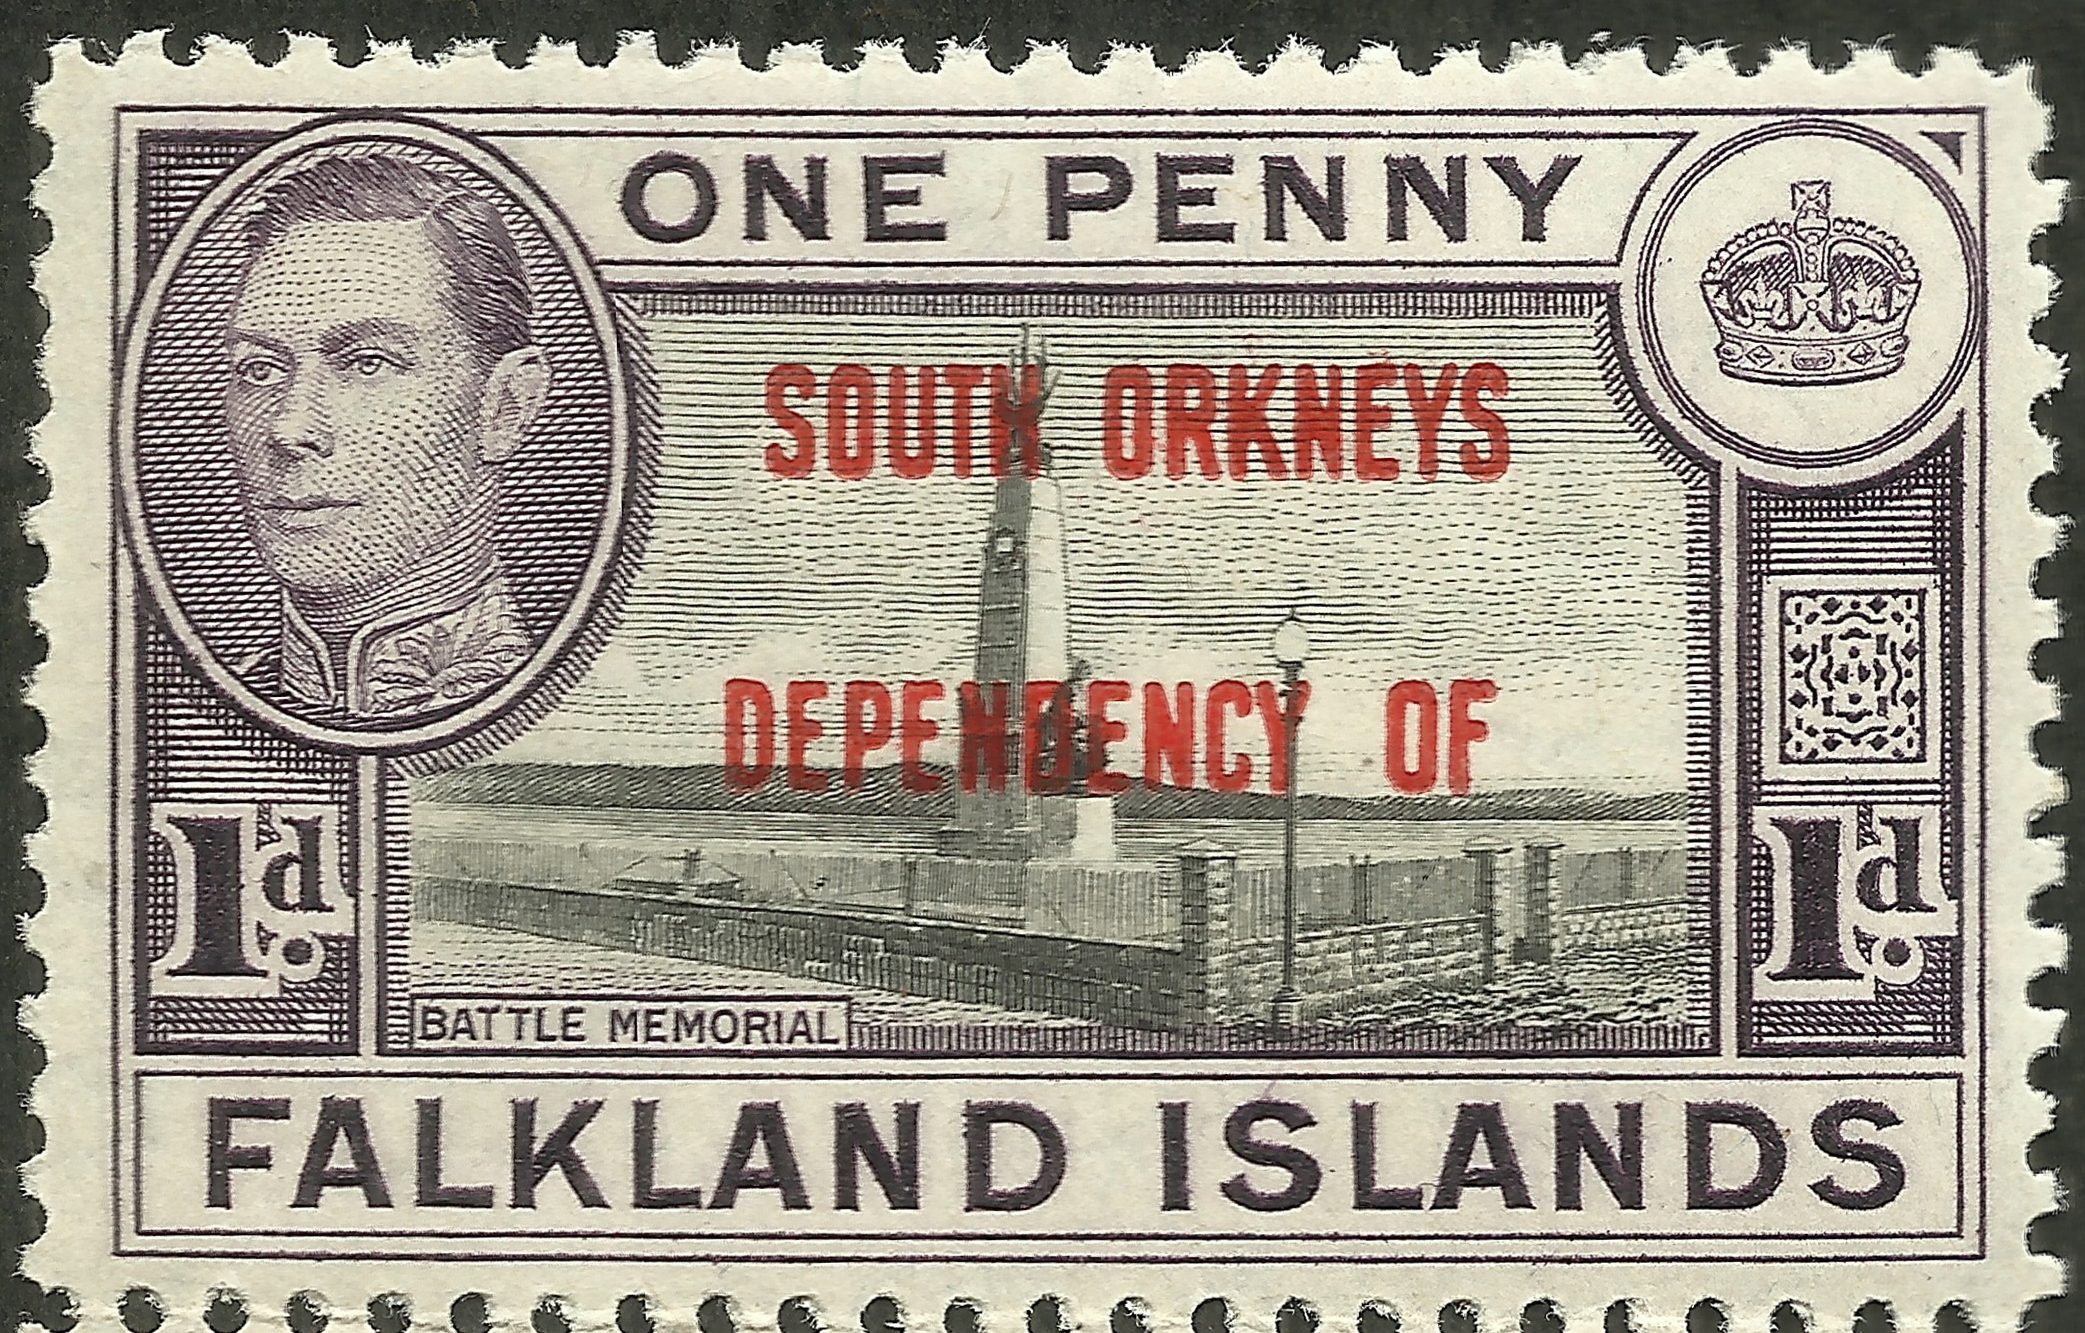 ONE PENNY
SOUTH ORKNEYS
DEPENDENCY OF
1d.
1d.
BATTLE MEMORIAL
FALKLAND ISLANDS